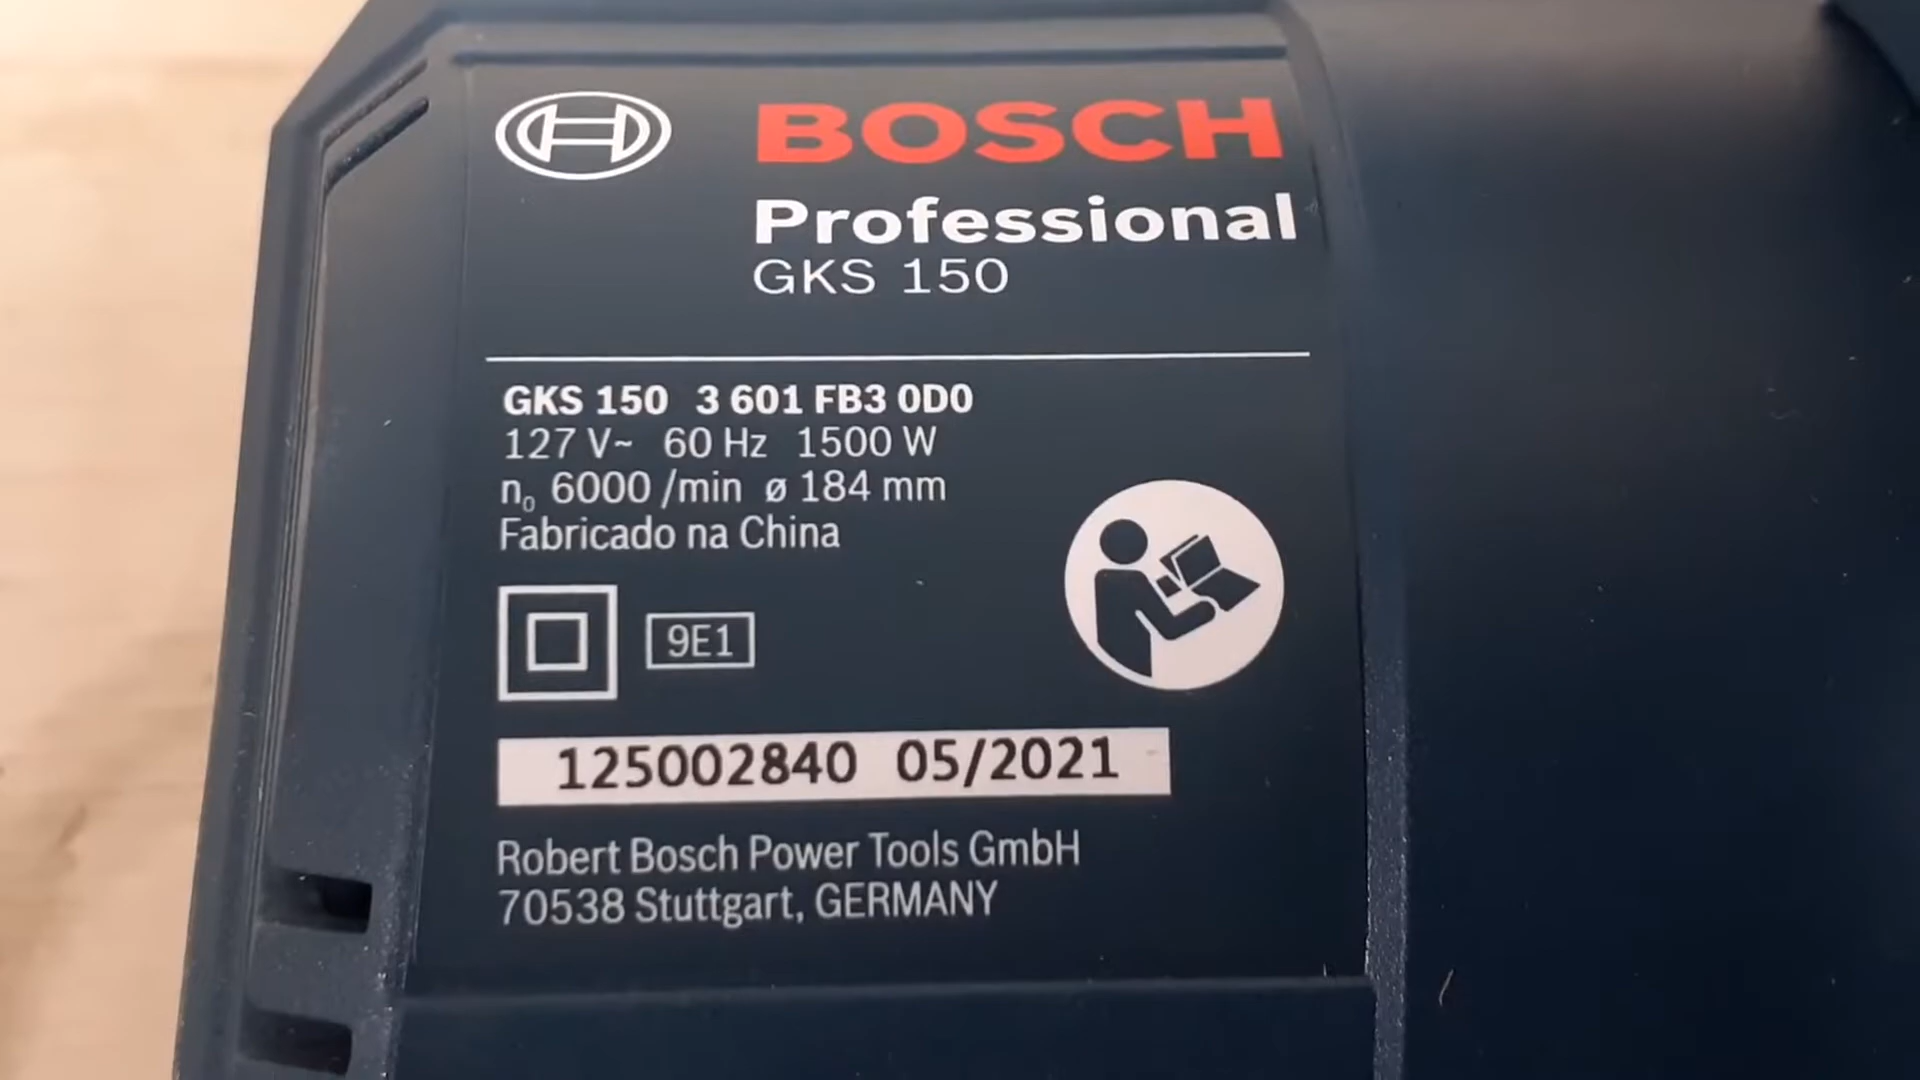 BOSCH
Professional
GKS 150
GKS 150 3 601 FB3 0D0
127 V~ 60 Hz 1500 W
n₀ 6000 /min ø 184 mm
Fabricado na China
9E1
125002840 05/2021
Robert Bosch Power Tools GmbH
70538 Stuttgart, GERMANY